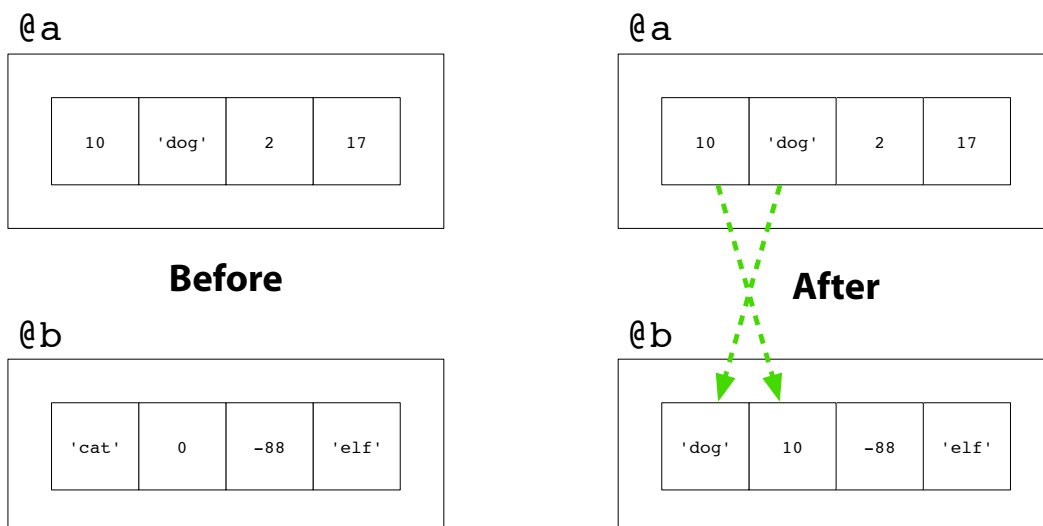 @a
10 'dog' 2 17
Before
@b
'cat' 0 -88 'elf'
@a
10 'dog' 2 17
After
@b
'dog' 10 -88 'elf'